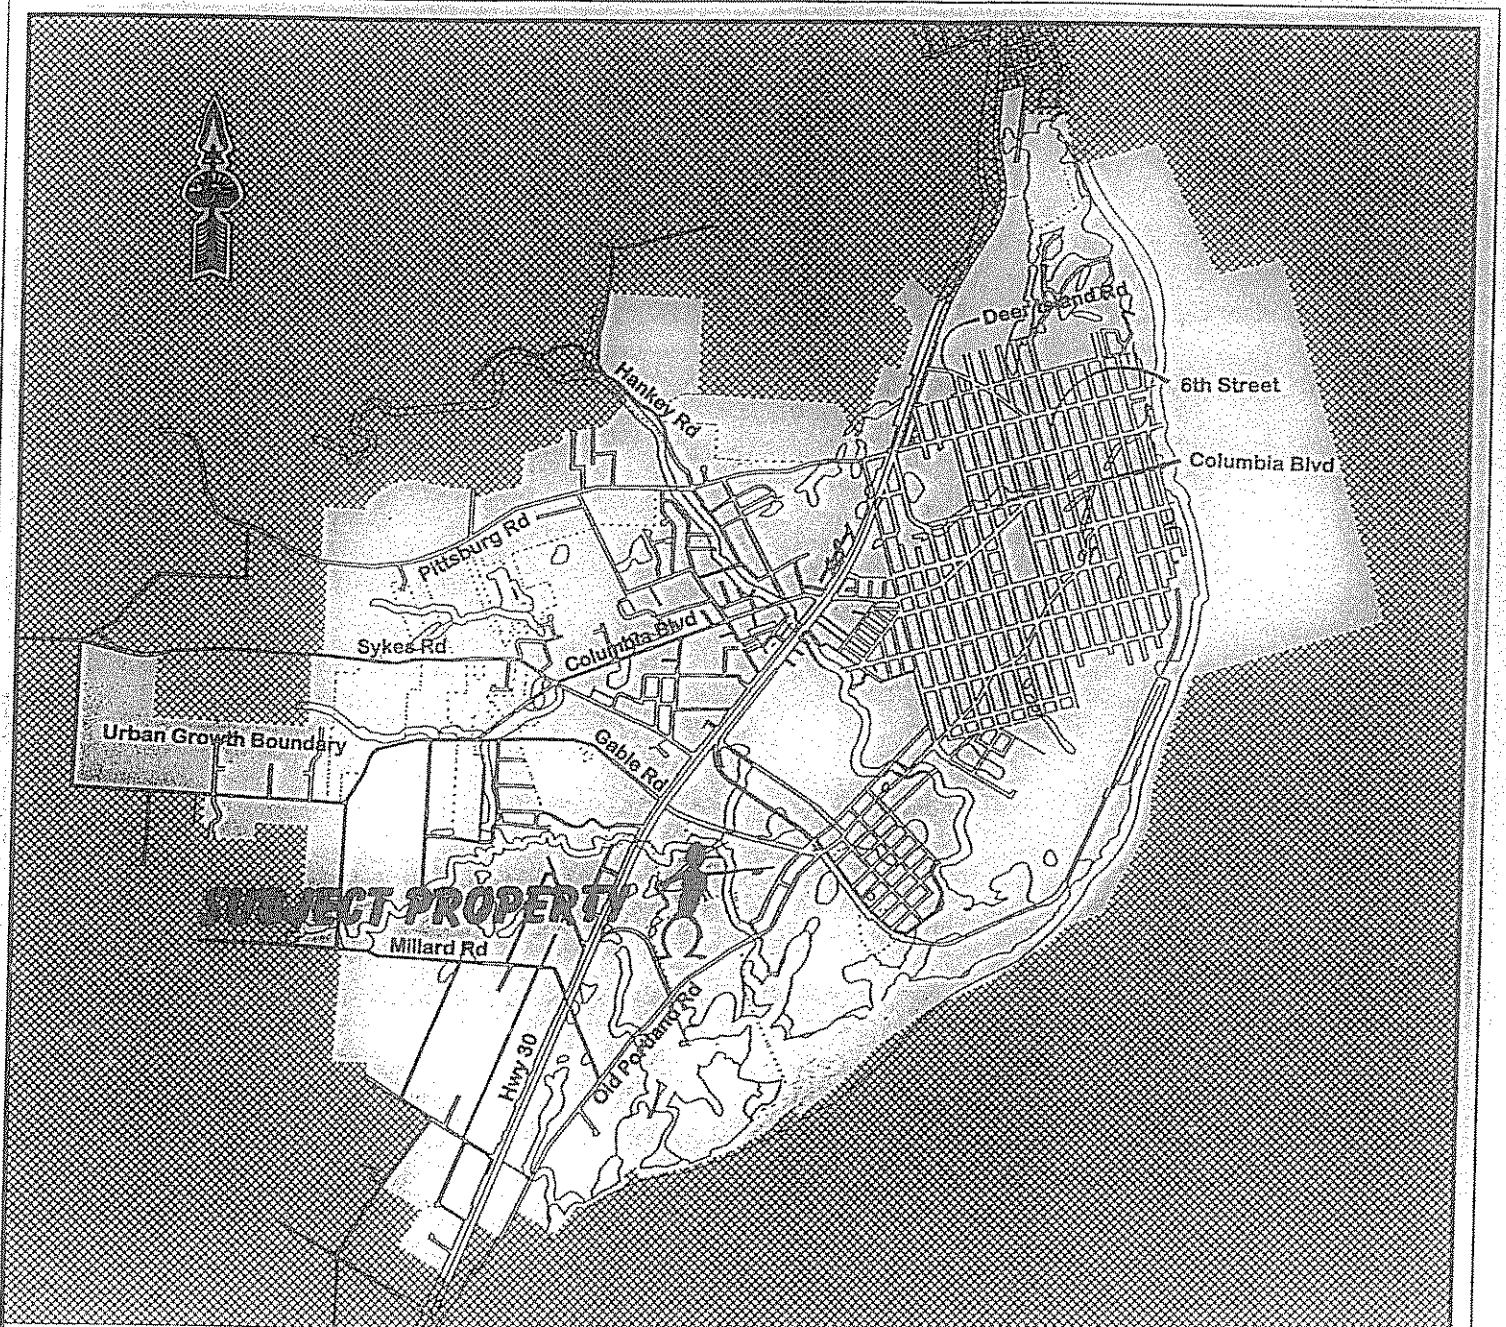 Deer Island Rd
6th Street
Hankey Rd
Columbia Blvd
Pittsburg Rd
Sykes Rd
Columbia Blvd
Urban Growth Boundary
Gable Rd
SUBJECT PROPERTY
Millard Rd
Hwy 30
Old Portland Rd